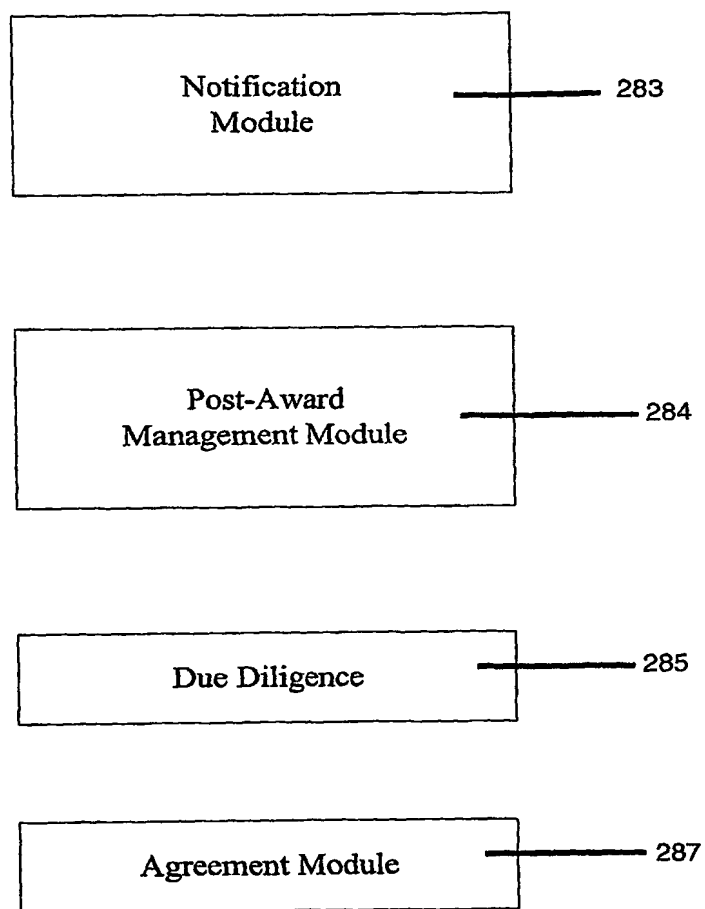 Notification
Module
283
Post-Award
Management Module
284
Due Diligence
285
Agreement Module
287